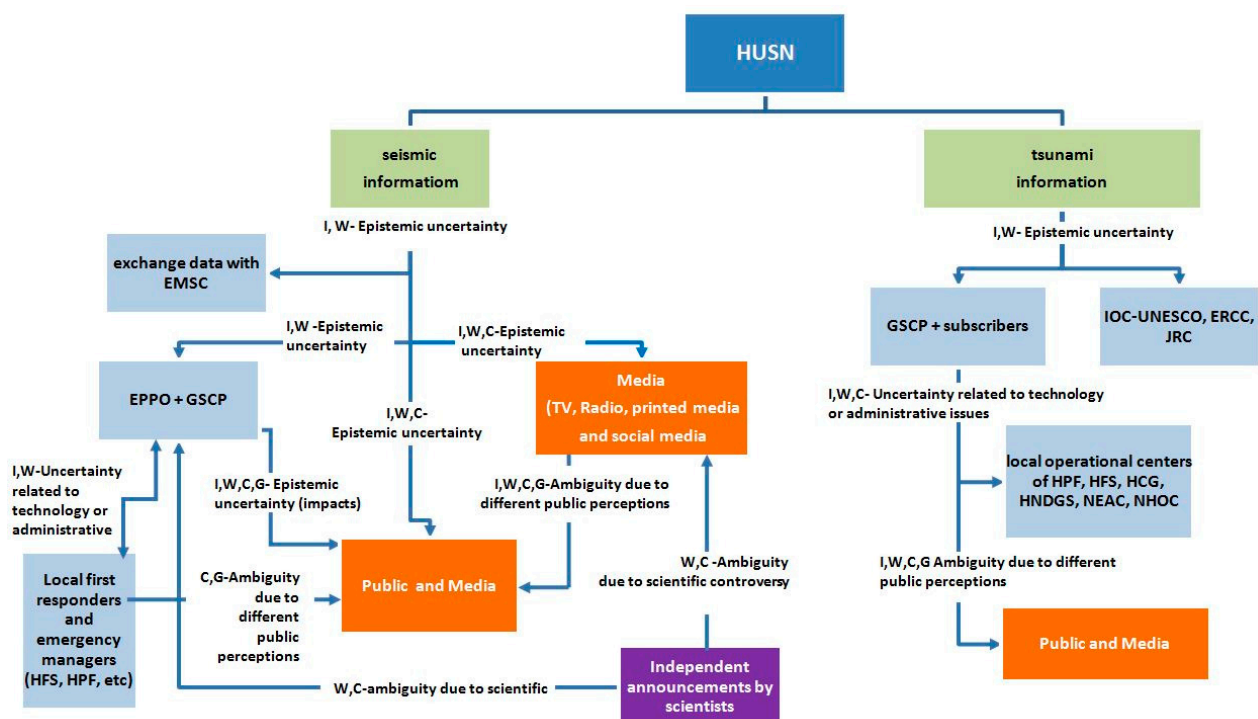 HUSN
seismic
informatiom
tsunami
information
I, W- Epistemic uncertainty
I,W- Epistemic uncertainty
exchange data with
EMSC
GSCP + subscribers
IOC-UNESCO, ERCC,
JRC
I,W -Epistemic
uncertainty
I,W,C-Epistemic
uncertainty
EPPO + GSCP
Media
(TV, Radio, printed media
and social media
I,W,C-
Epistemic uncertainty
I,W,C- Uncertainty related to technology
or administrative issues
I,W-Uncertainty
related to
technology or
administrative
I,W,C,G- Epistemic
uncertainty (impacts)
I,W,C,G-Ambiguity due to
different public perceptions
local operational centers
of HPF, HFS, HCG,
HNDGS, NEAC, NHOC
Local first
responders
and
emergency
managers
(HFS, HPF, etc)
C,G-Ambiguity
due to
different
public
perceptions
Public and Media
W,C -Ambiguity
due to scientific controversy
I,W,C,G Ambiguity due to different
public perceptions
Public and Media
W,C-ambiguity due to scientific
Independent
announcements by
scientists